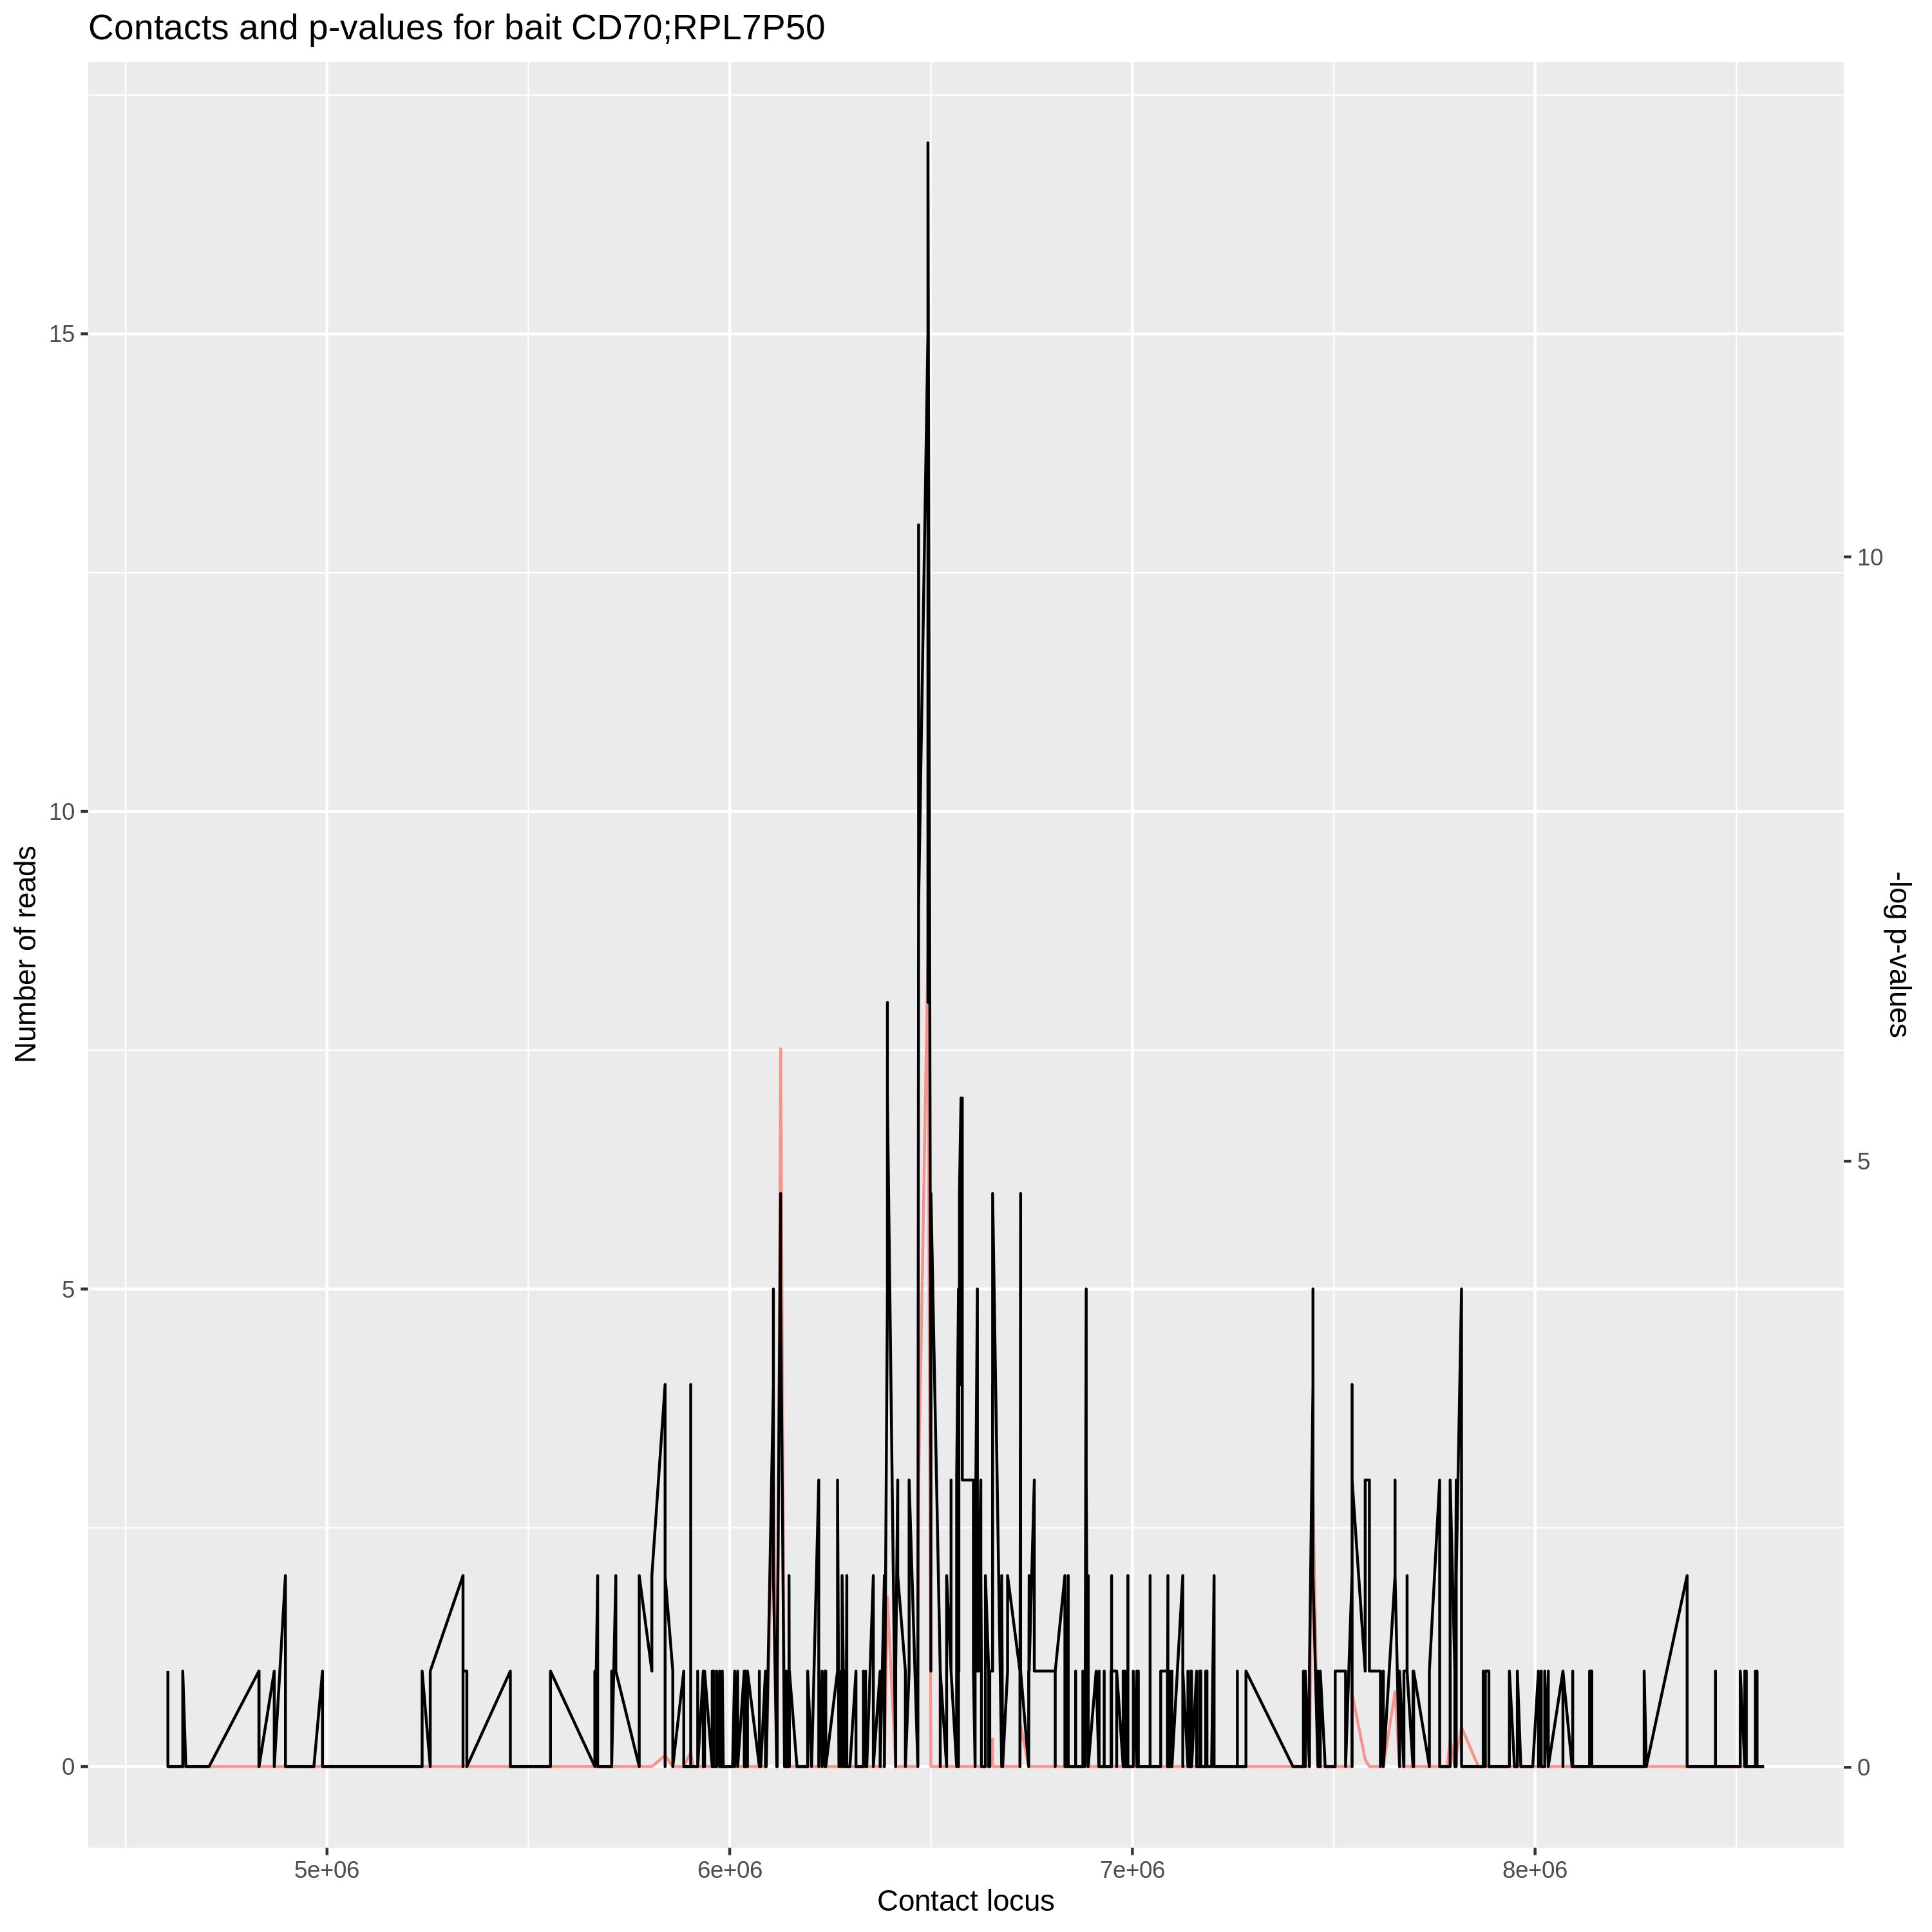 Contacts and p-values for bait CD70;RPL7P50
15
10
5
0
Number of reads
10
5
0
-log p-values
5e+06
6e+06
7e+06
8e+06
Contact locus